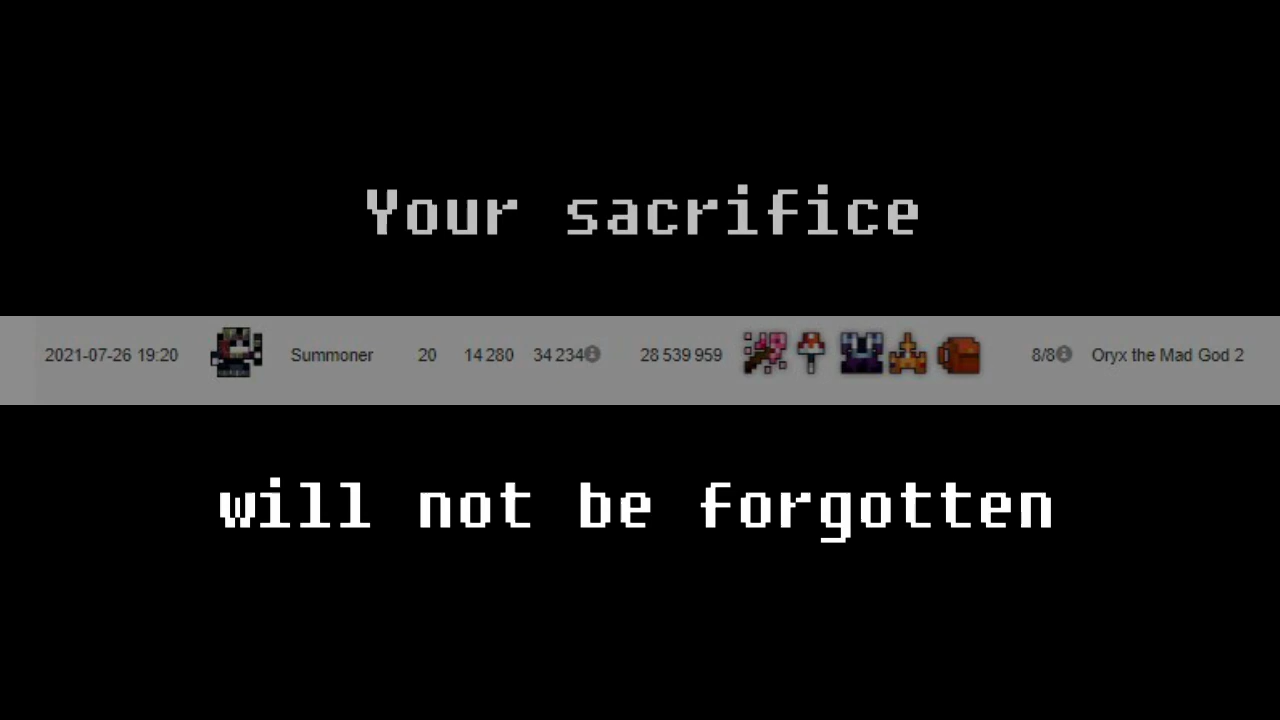 Your sacrifice
2021-07-26 19:20 Summoner 20 14 280 34 234 28 539 959 8/8 Oryx the Mad God 2
will not be forgotten